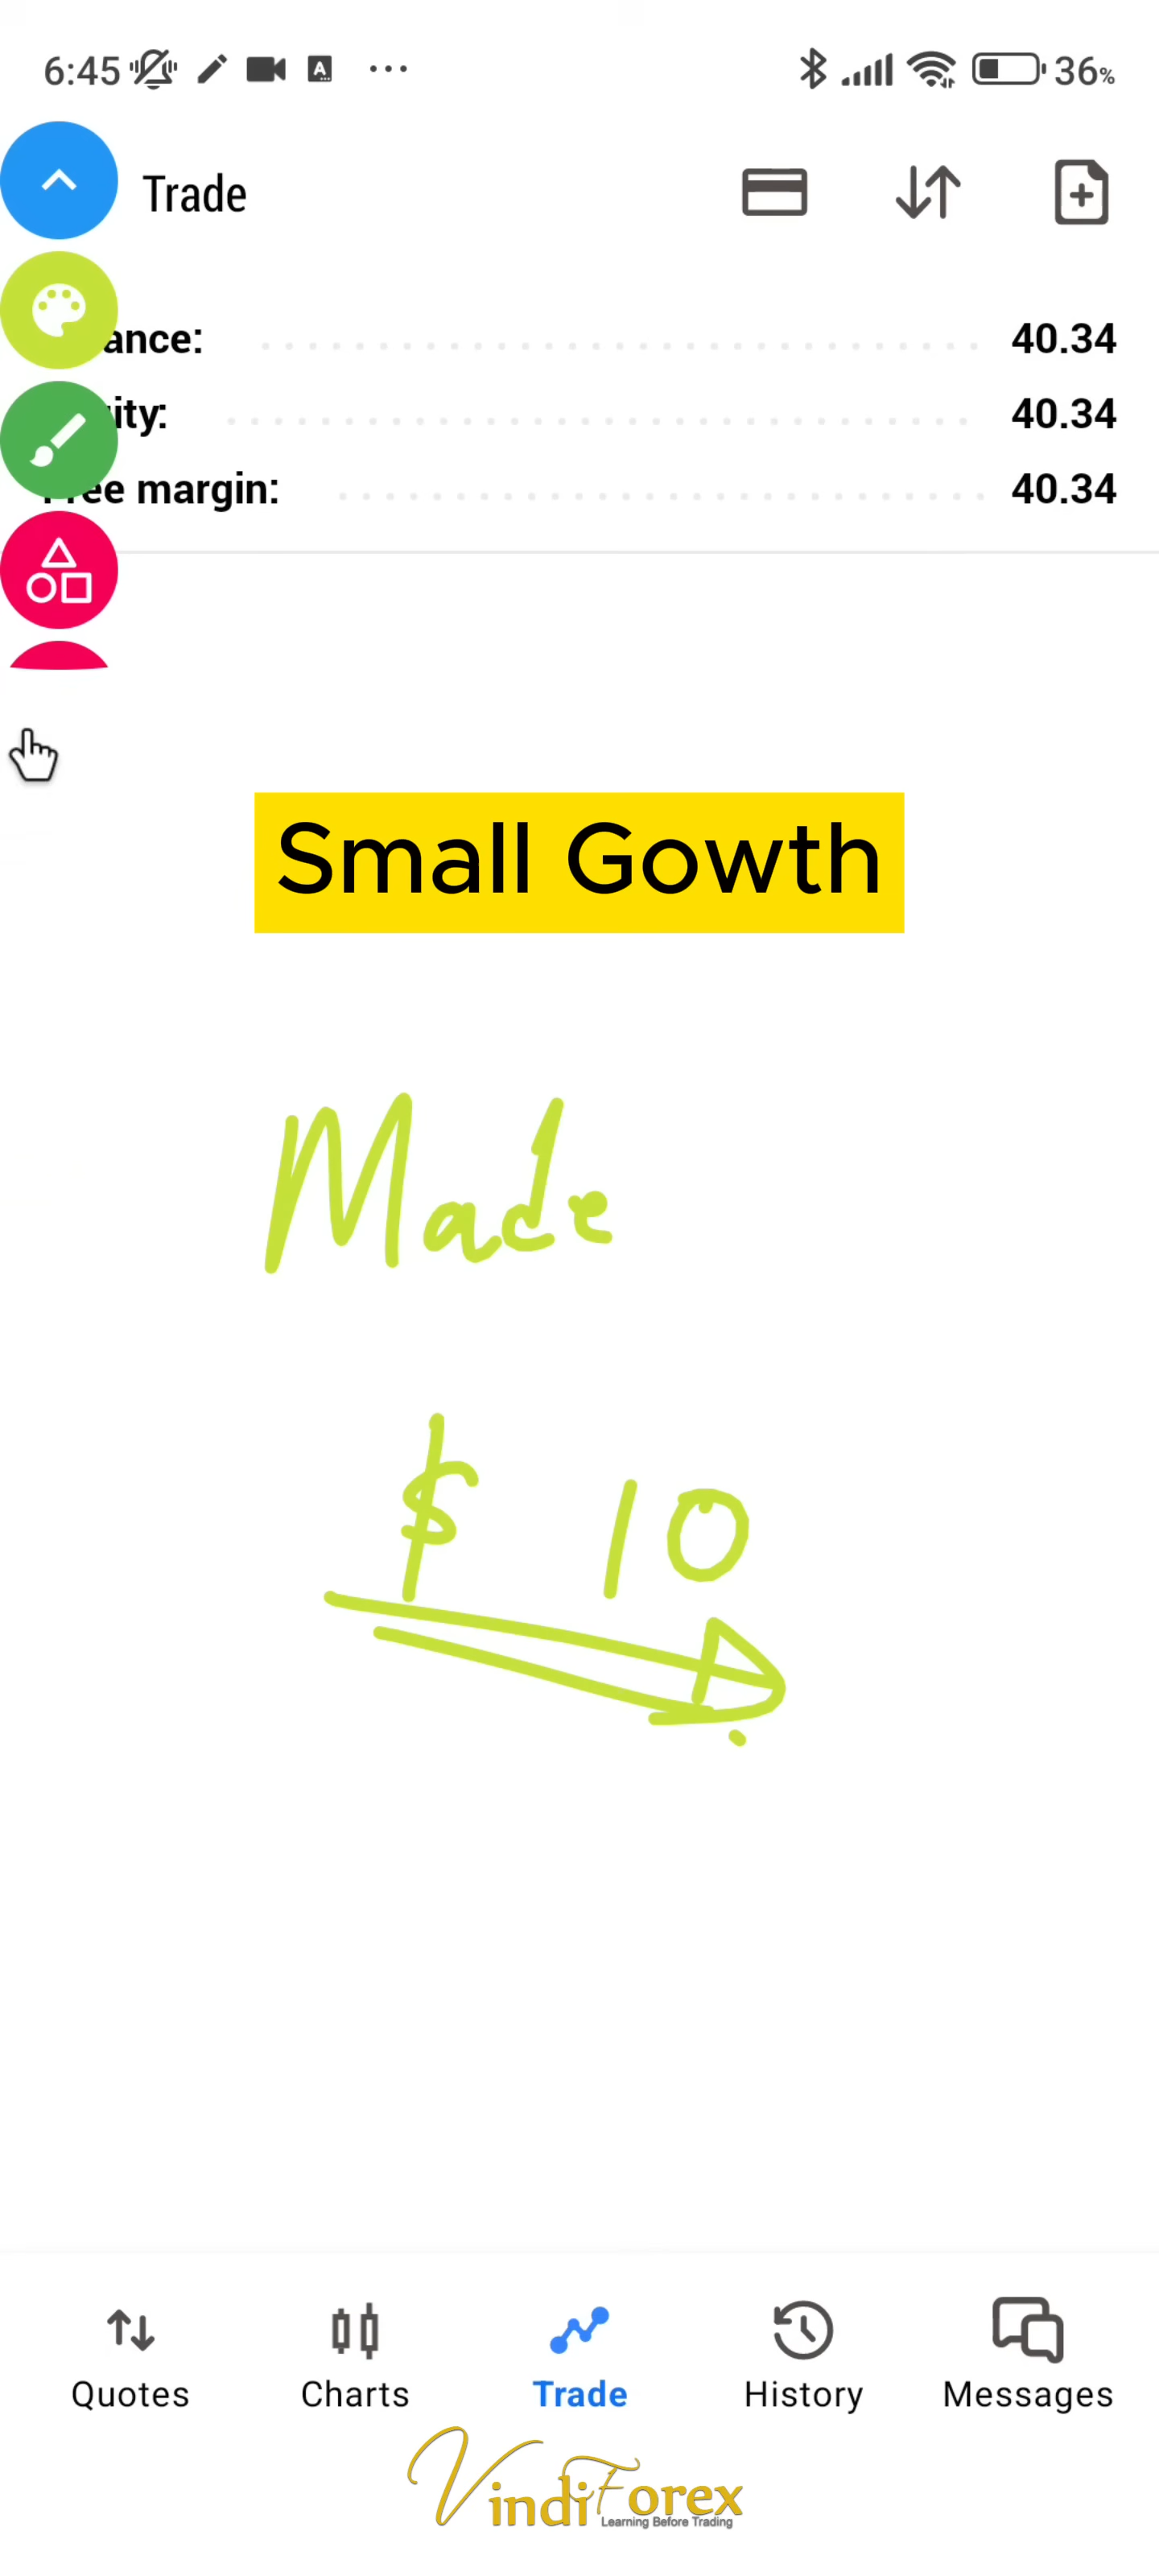 6:45 A ... 36%
Trade
ance: 40.34
ity: 40.34
Free margin: 40.34
Small Gowth
Made
$ 10
Quotes Charts Trade History Messages
VindiForex
Learning Before Trading